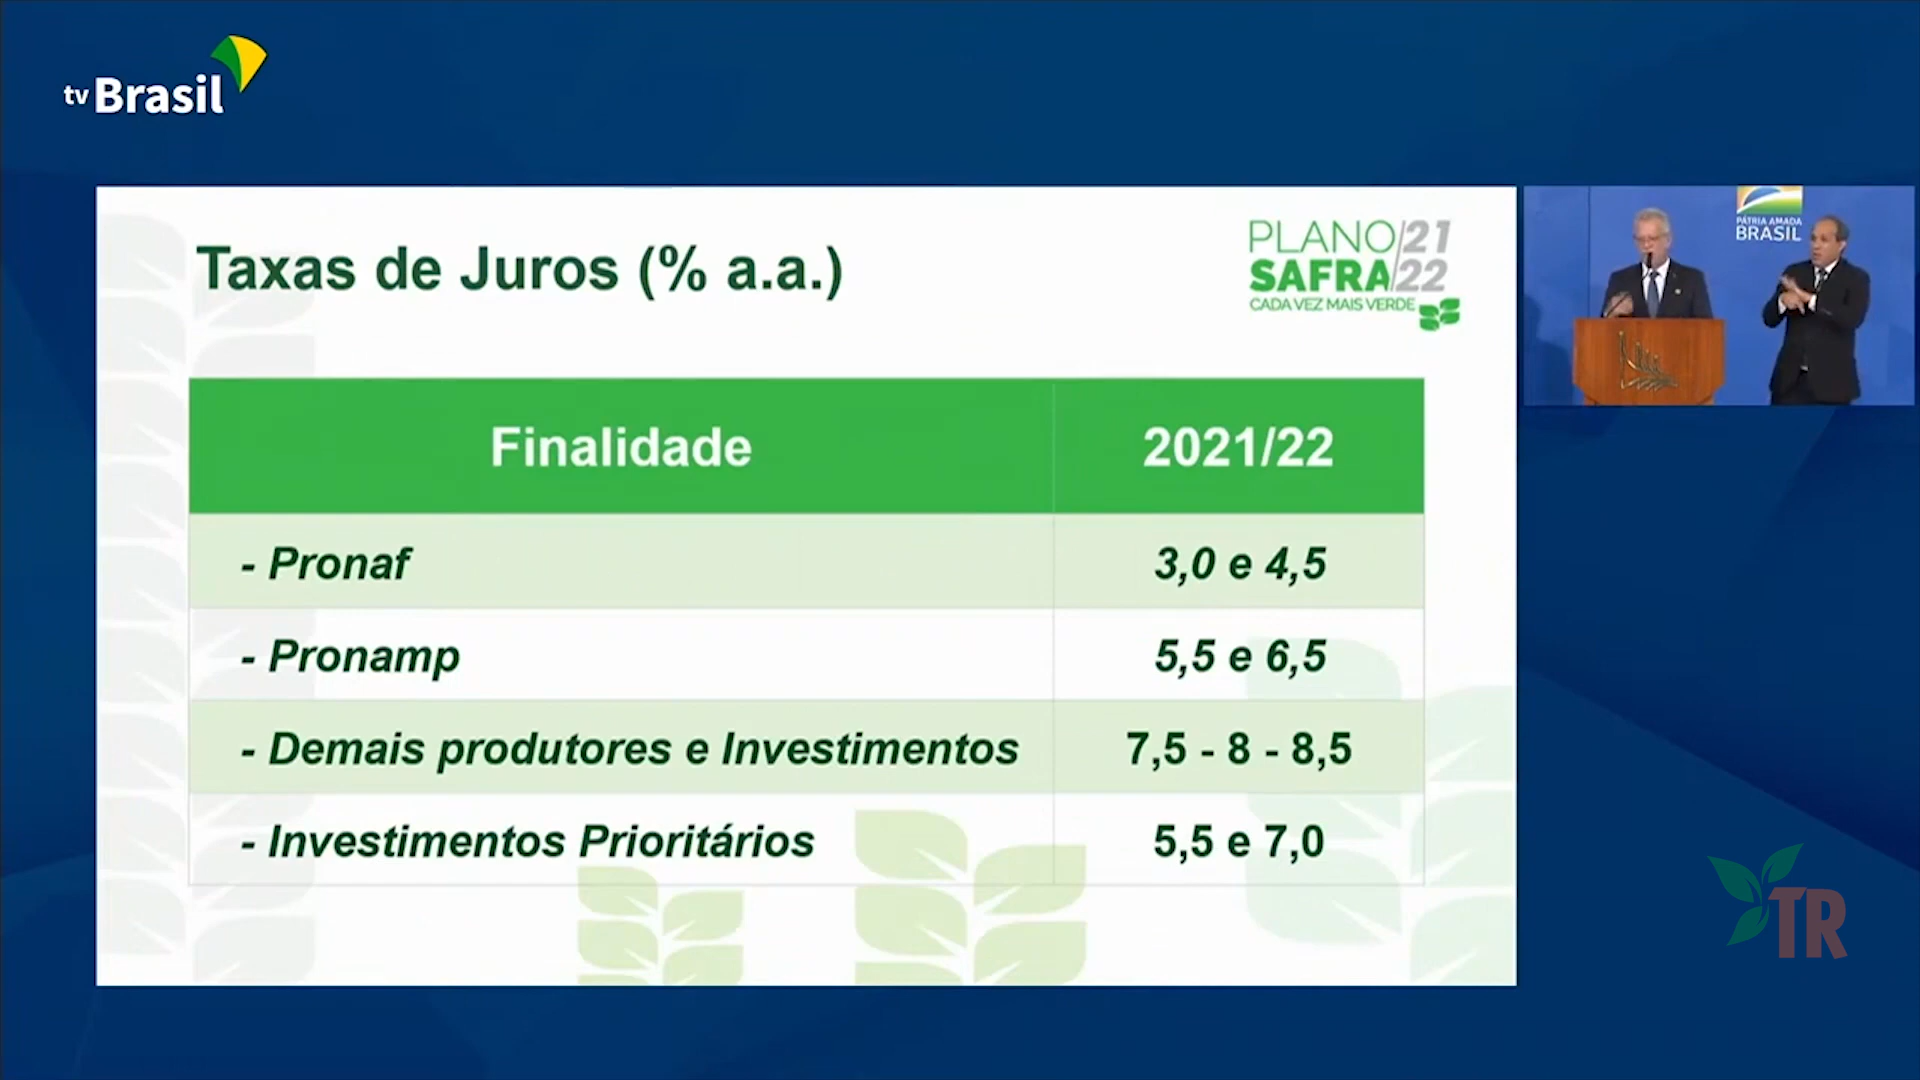 tv Brasil
Taxas de Juros (% a.a.)
PLANO/21
SAFRA/22
CADA VEZ MAIS VERDE
PÁTRIA AMADA
BRASIL
Finalidade 2021/22
- Pronaf 3,0 e 4,5
- Pronamp 5,5 e 6,5
- Demais produtores e Investimentos 7,5 - 8 - 8,5
- Investimentos Prioritários 5,5 e 7,0
TR